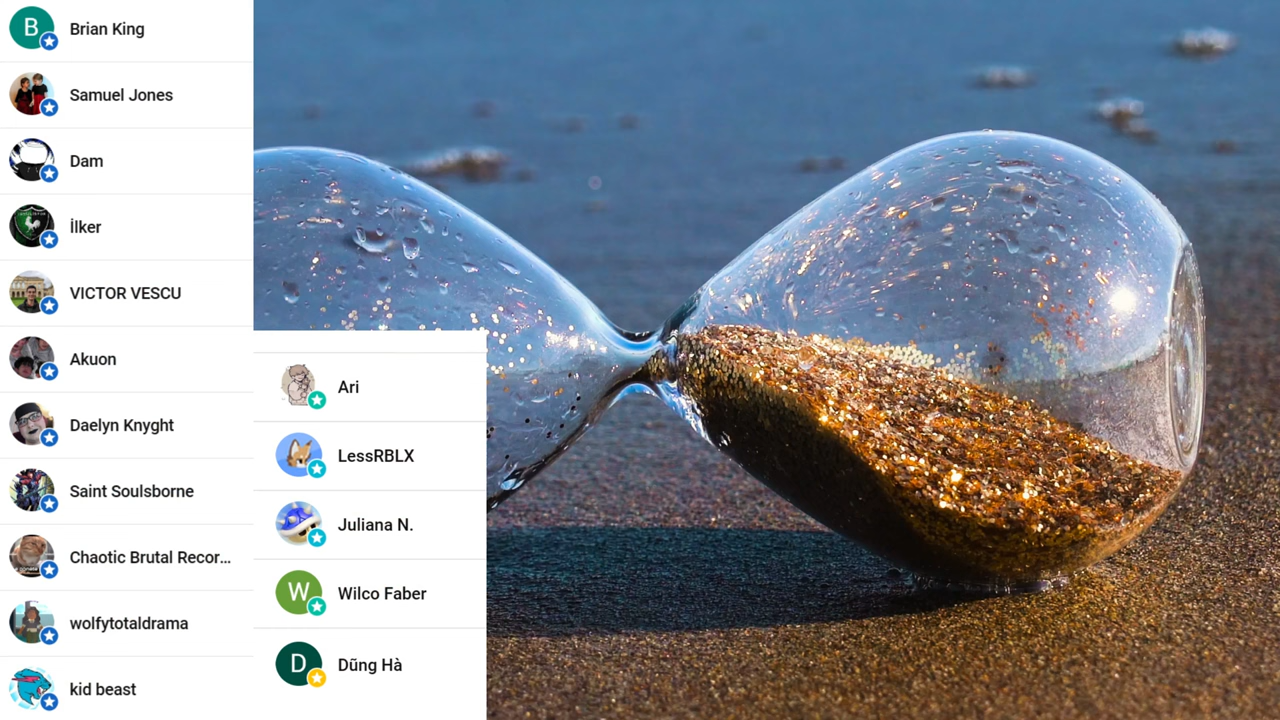 B
Brian King
Samuel Jones
Dam
İlker
VICTOR VESCU
Akuon
Daelyn Knyght
Saint Soulsborne
Chaotic Brutal Recor...
wolfytotaldrama
kid beast
Ari
LessRBLX
Juliana N.
W
Wilco Faber
D
Dũng Hà